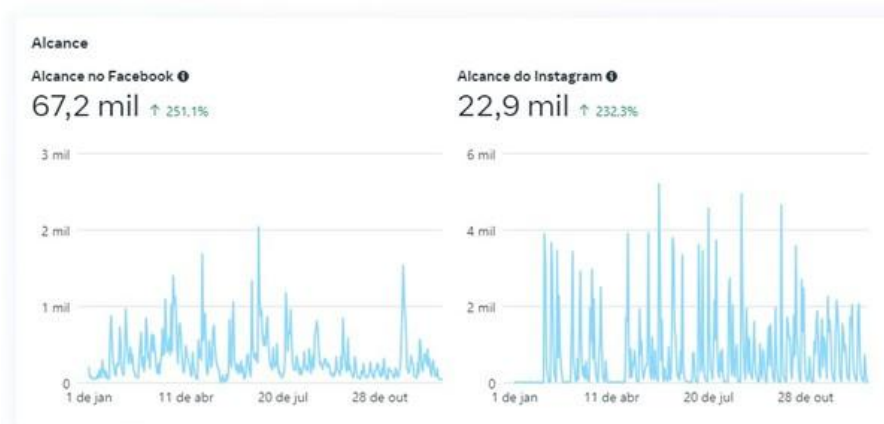 Alcance
Alcance no Facebook
67,2 mil ↑ 251,1%
3 mil
2 mil
1 mil
0
1 de jan 11 de abr 20 de jul 28 de out
Alcance do Instagram
22,9 mil ↑ 232,3%
6 mil
4 mil
2 mil
0
1 de jan 11 de abr 20 de jul 28 de out